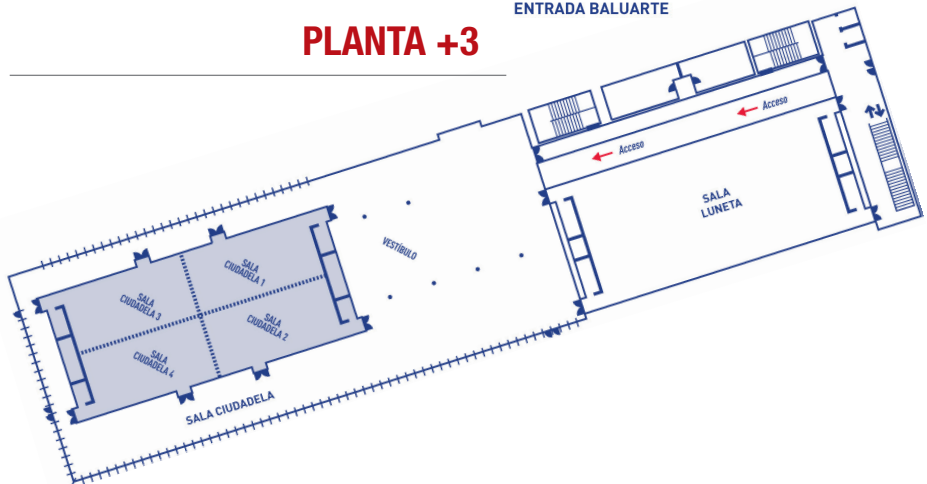 ENTRADA BALUARTE
PLANTA +3
Acceso
Acceso
SALA
LUNETA
VESTÍBULO
SALA
CIUDADELA 1
SALA
CIUDADELA 3
SALA
CIUDADELA 2
SALA
CIUDADELA 4
SALA CIUDADELA